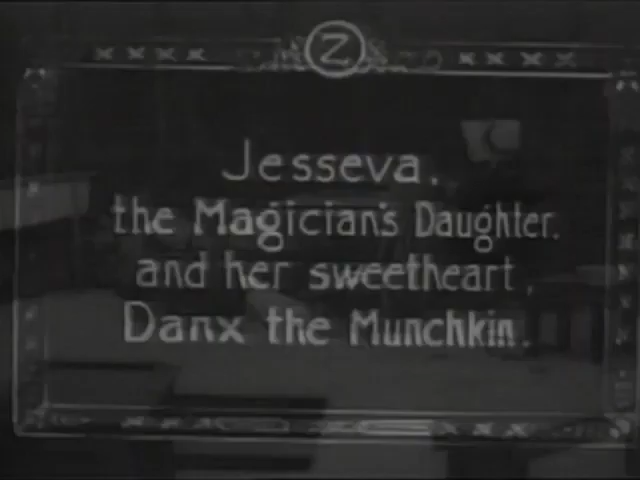 Z
Jesseva.
the Magician's Daughter.
and her sweetheart,
Danx the Munchkin.